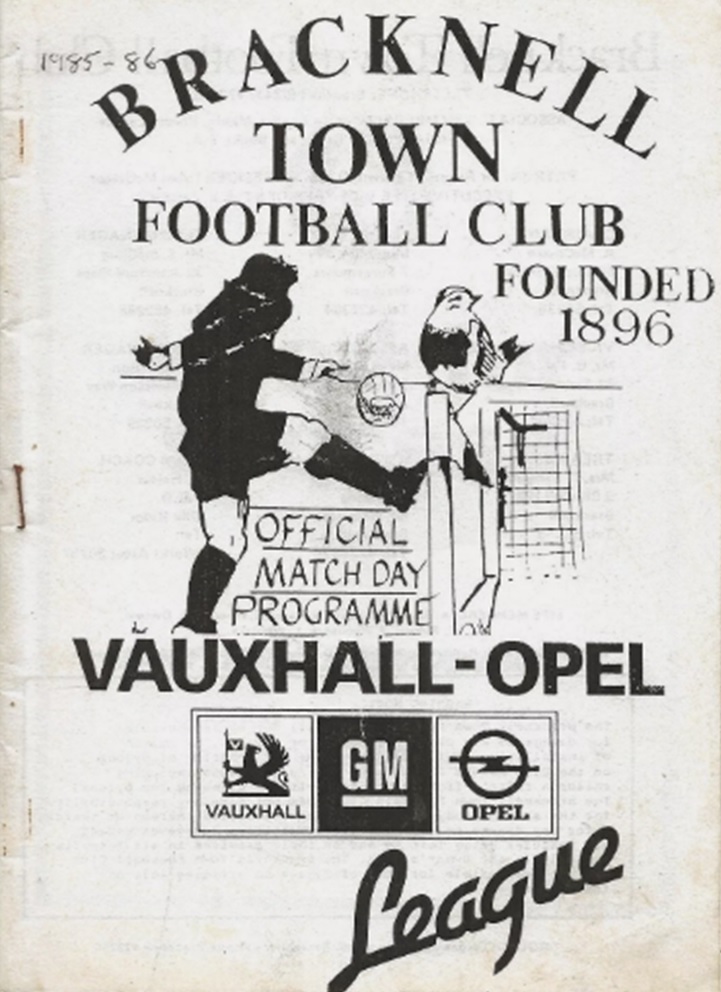 1985-86
BRACKNELL
TOWN
FOOTBALL CLUB
FOUNDED
1896
OFFICIAL
MATCH DAY
PROGRAMME
VAUXHALL-OPEL
VAUXHALL
GM
OPEL
League